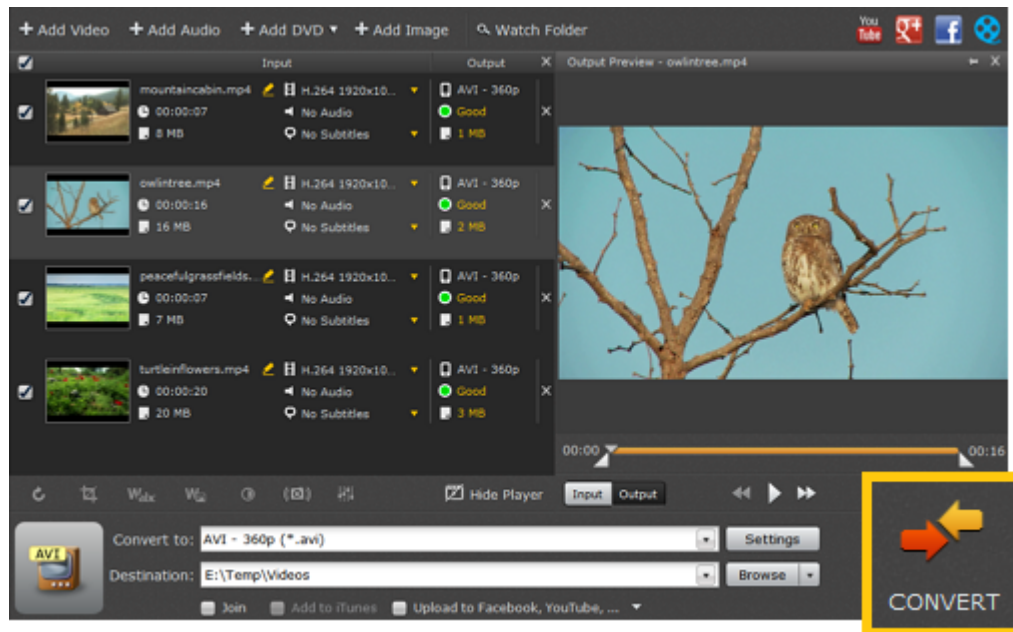 Add Video Add Audio Add DVD Add Image Watch Folder You Tube g+ f
Input Output X Output Preview - owlintree.mp4 X
mountaincabin.mp4 H.264 1920x10... AVI - 360p
00:00:07 No Audio Good X
8 MB No Subtitles 1 MB
owlintree.mp4 H.264 1920x10... AVI - 360p
00:00:16 No Audio Good X
16 MB No Subtitles 2 MB
peacefulgrassfields... H.264 1920x10... AVI - 360p
00:00:07 No Audio Good X
7 MB No Subtitles 1 MB
turtleinflowers.mp4 H.264 1920x10... AVI - 360p
00:00:20 No Audio Good X
20 MB No Subtitles 3 MB
00:00 00:16
Hide Player Input Output
Convert to: AVI - 360p (*.avi) Settings
AVI
Destination: E:\Temp\Videos Browse
Join Add to iTunes Upload to Facebook, YouTube, ...
CONVERT